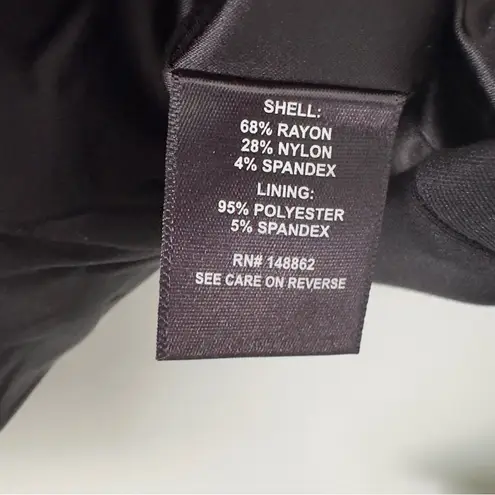 SHELL:
68% RAYON
28% NYLON
4% SPANDEX
LINING:
95% POLYESTER
5% SPANDEX
RN# 148862
SEE CARE ON REVERSE